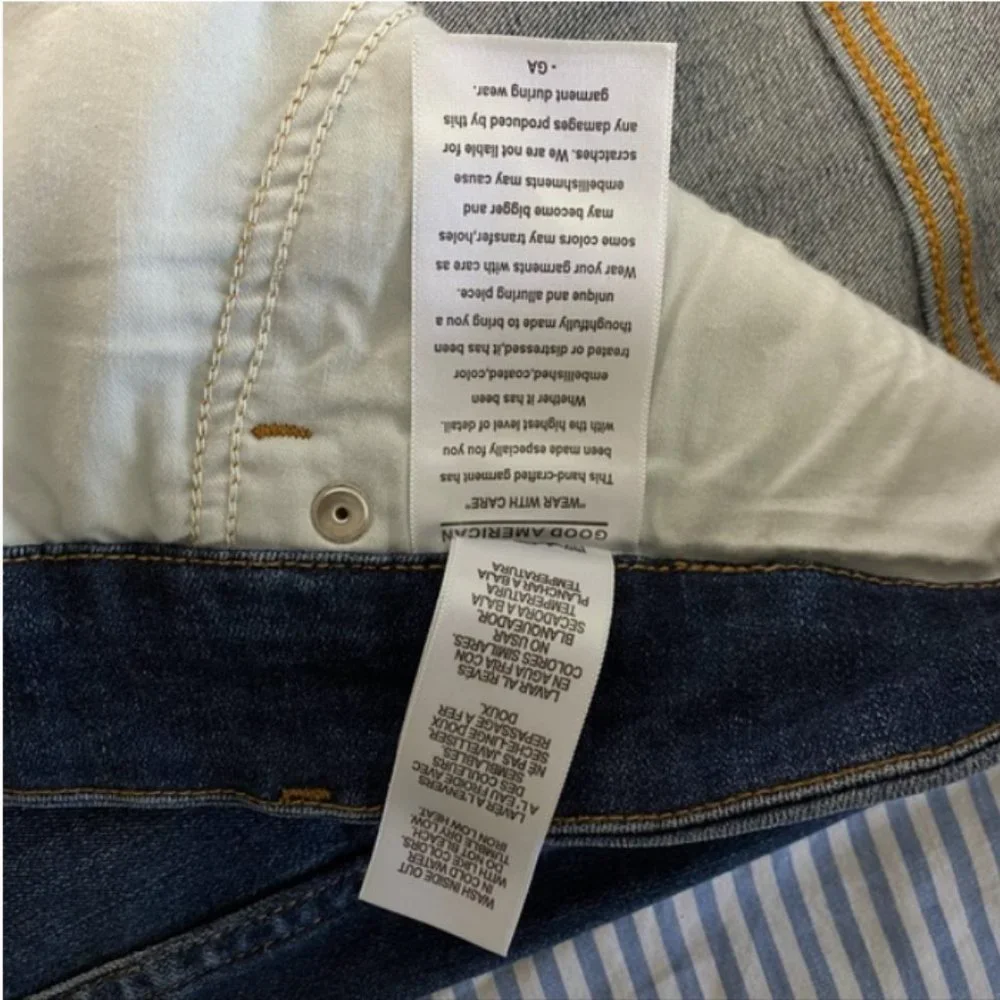 WASH INSIDE OUT
IN COLD WATER
WITH LIKE COLORS.
DO NOT BLEACH.
TUMBLE DRY LOW.
IRON LOW HEAT.
LAVER A L'ENVERS
A L' EAU FROIDE AVEC
DES COULEURS
SEMBLABLES.
NE PAS JAVELLISER.
SECHE-LINGE DOUX
REPASSAGE A FER
DOUX.
LAVAR AL REVÉS
EN AGUA FRIA CON
COLORES SIMILARES.
NO USAR
BLANQUEADOR.
SECADORA A BAJA
TEMPERATURA
PLANCHAR A BAJA
TEMPERATURA
GOOD AMERICAN
"WEAR WITH CARE"
This hand-crafted garment has
been made especially fou you
with the highest level of detail.
Whether it has been
embellished,coated,color
treated or distressed,it has been
thoughtfully made to bring you a
unique and alluring piece.
Wear your garments with care as
some colors may transfer,holes
may become bigger and
embellishments may cause
scratches. We are not liable for
any damages produced by this
garment during wear.
• GA